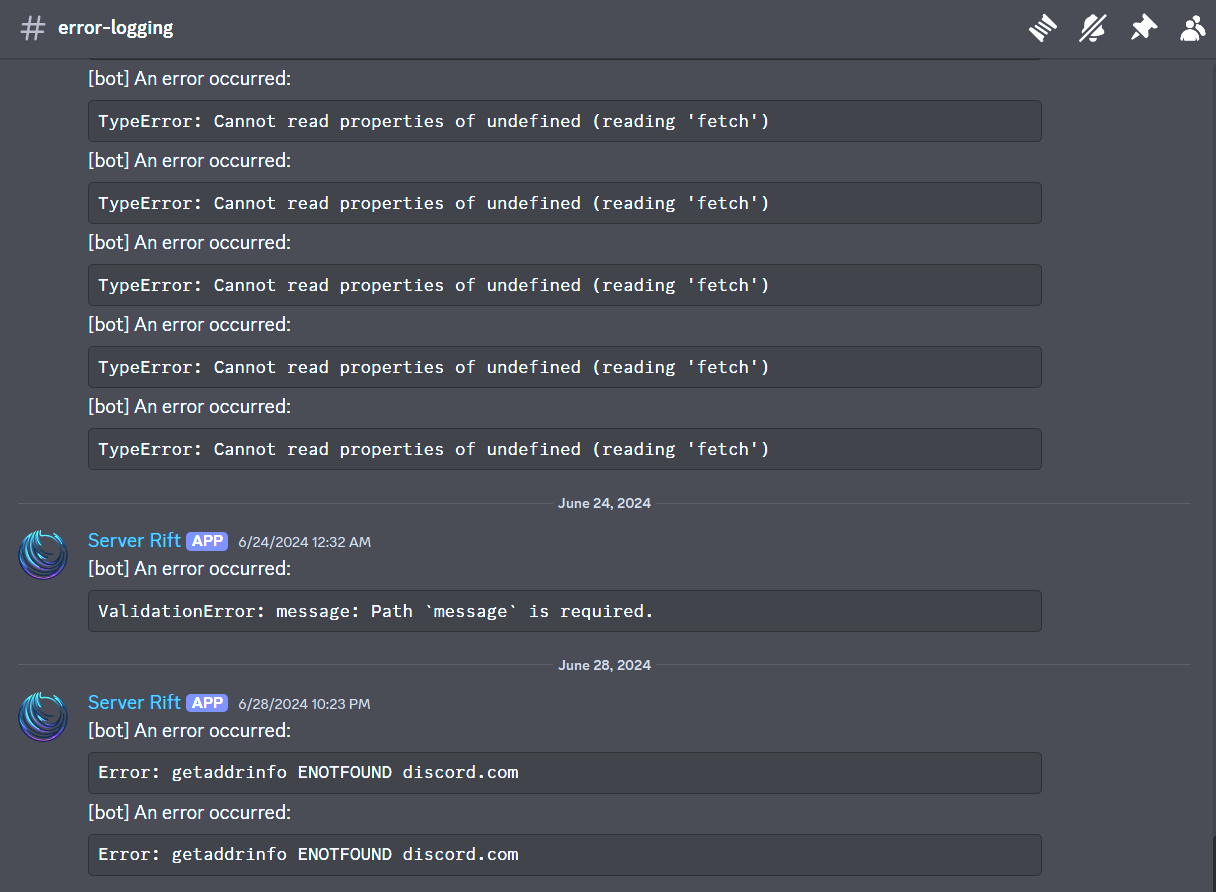 error-logging
[bot] An error occurred:
TypeError: Cannot read properties of undefined (reading 'fetch')
[bot] An error occurred:
TypeError: Cannot read properties of undefined (reading 'fetch')
[bot] An error occurred:
TypeError: Cannot read properties of undefined (reading 'fetch')
[bot] An error occurred:
TypeError: Cannot read properties of undefined (reading 'fetch')
[bot] An error occurred:
TypeError: Cannot read properties of undefined (reading 'fetch')
June 24, 2024
Server Rift APP 6/24/2024 12:32 AM
[bot] An error occurred:
ValidationError: message: Path `message` is required.
June 28, 2024
Server Rift APP 6/28/2024 10:23 PM
[bot] An error occurred:
Error: getaddrinfo ENOTFOUND discord.com
[bot] An error occurred:
Error: getaddrinfo ENOTFOUND discord.com